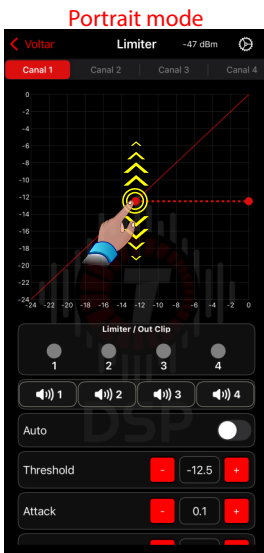 Portrait mode
Voltar Limiter -47 dBm
Canal 1 Canal 2 Canal 3 Canal 4
0
-2
-4
-6
-8
-10
-12
-14
-16
-18
-20
-22
-24
-24 -22 -20 -18 -16 -14 -12 -10 -8 -6 -4 -2 0
Limiter / Out Clip
1 2 3 4
1 2 3 4
DSP
Auto
Threshold - -12.5 +
Attack - 0.1 +